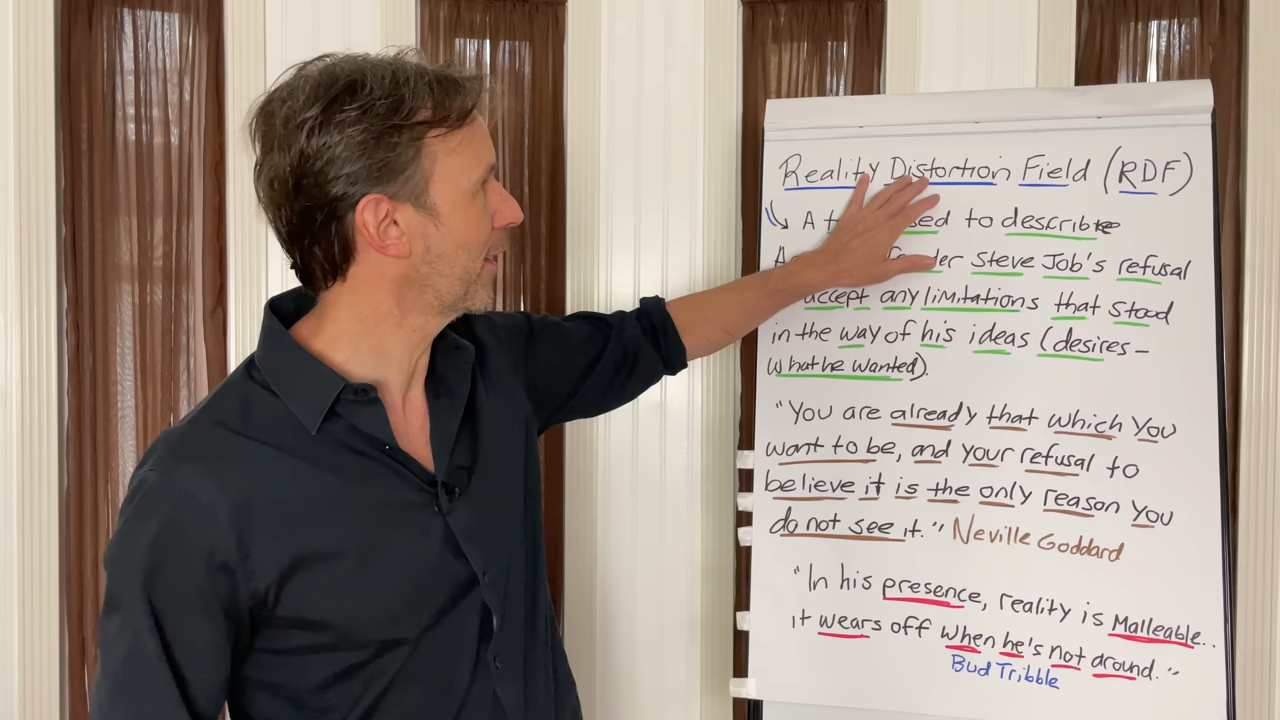 Reality Distortion Field (RDF)
A used to describe
Steve Job's refusal
accept any limitations that stood
in the way of his ideas (desires-
what he wanted).
"You are already that which you
want to be, and your refusal to
believe it is the only reason you
do not see it." Neville Goddard
"In his presence, reality is Malleable..
it wears off when he's not around."
Bud Tribble